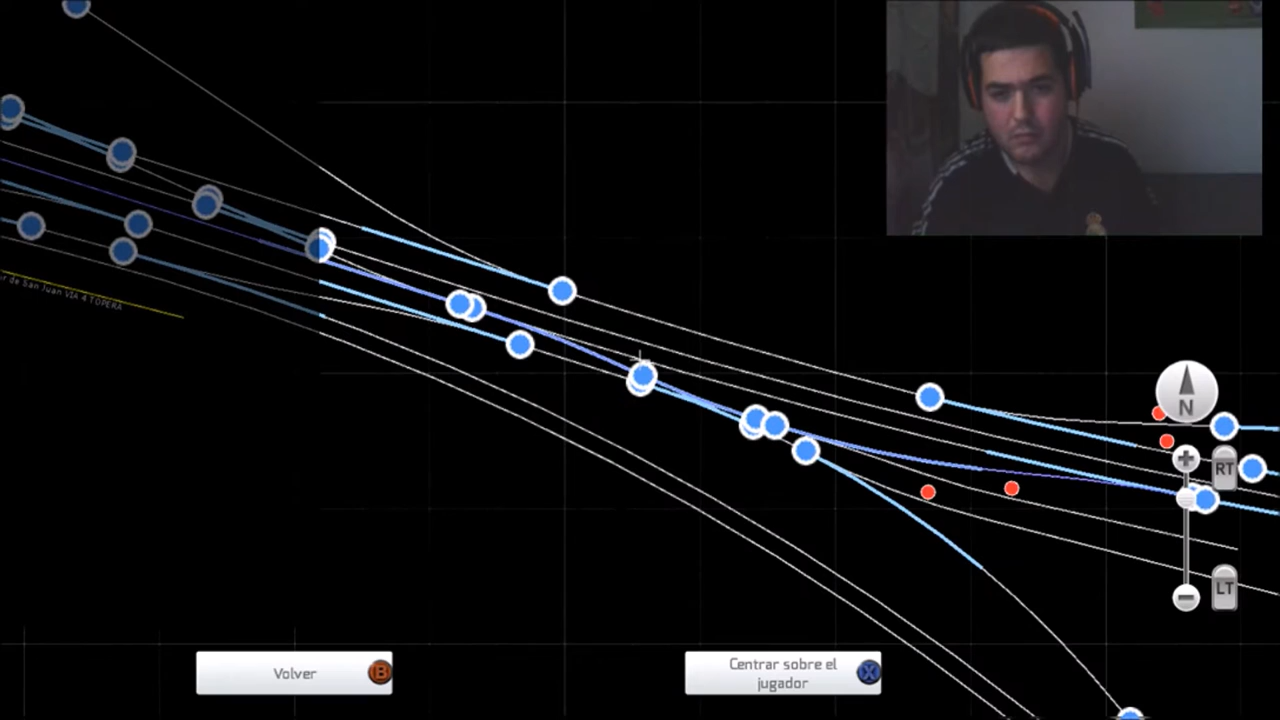 N
RT
r de San Juan VIA 4 TOPERA
LT
Volver
B
Centrar sobre el
jugador
X